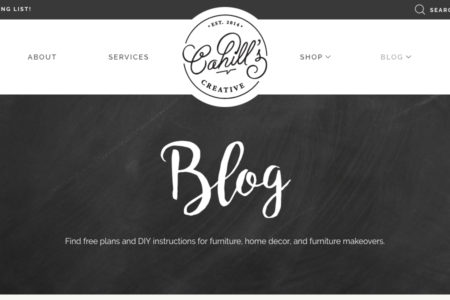 NG LIST!
SEARC
ABOUT
SERVICES
• EST. 2014 •
Cahill's
CREATIVE
SHOP
BLOG
Blog
Find free plans and DIY instructions for furniture, home decor, and furniture makeovers.